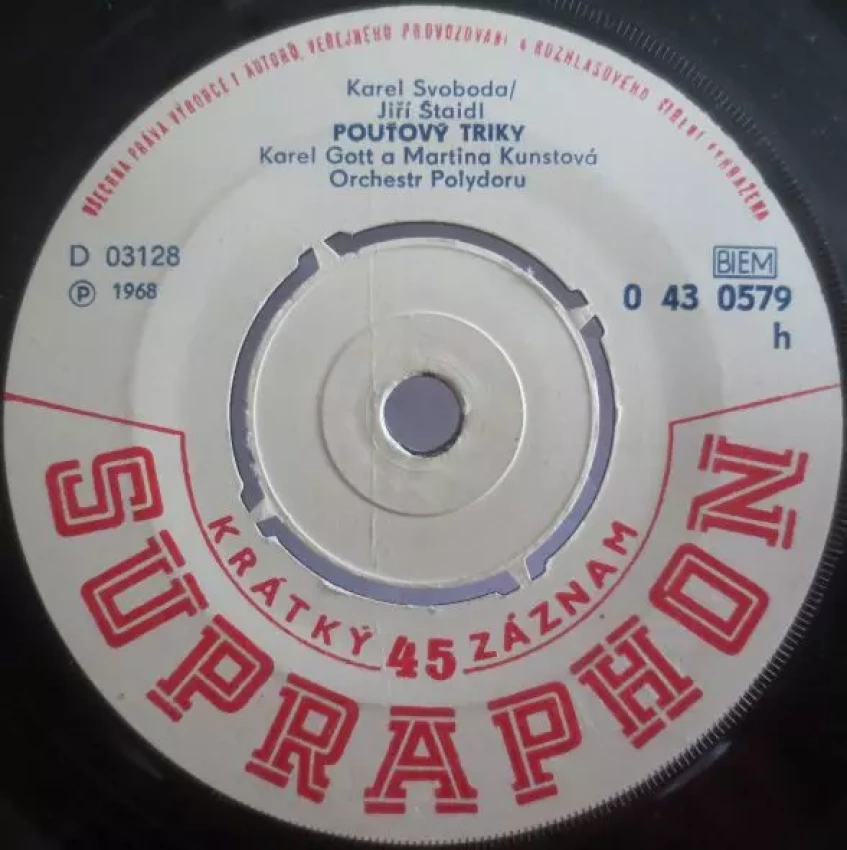 VŠECHNA PRÁVA VÝROBCE I AUTORŮ, VEŘEJNÉHO PROVOZOVÁNÍ A ROZHLASOVÉHO ŠÍŘENÍ VYHRAŽENA
Karel Svoboda/
Jiří Štaidl
POUŤOVÝ TRIKY
Karel Gott a Martina Kunstová
Orchestr Polydoru
D 03128
Ⓟ 1968
BIEM
0 43 0579
h
KRÁTKÝ 45 ZÁZNAM
SUPRAPHON